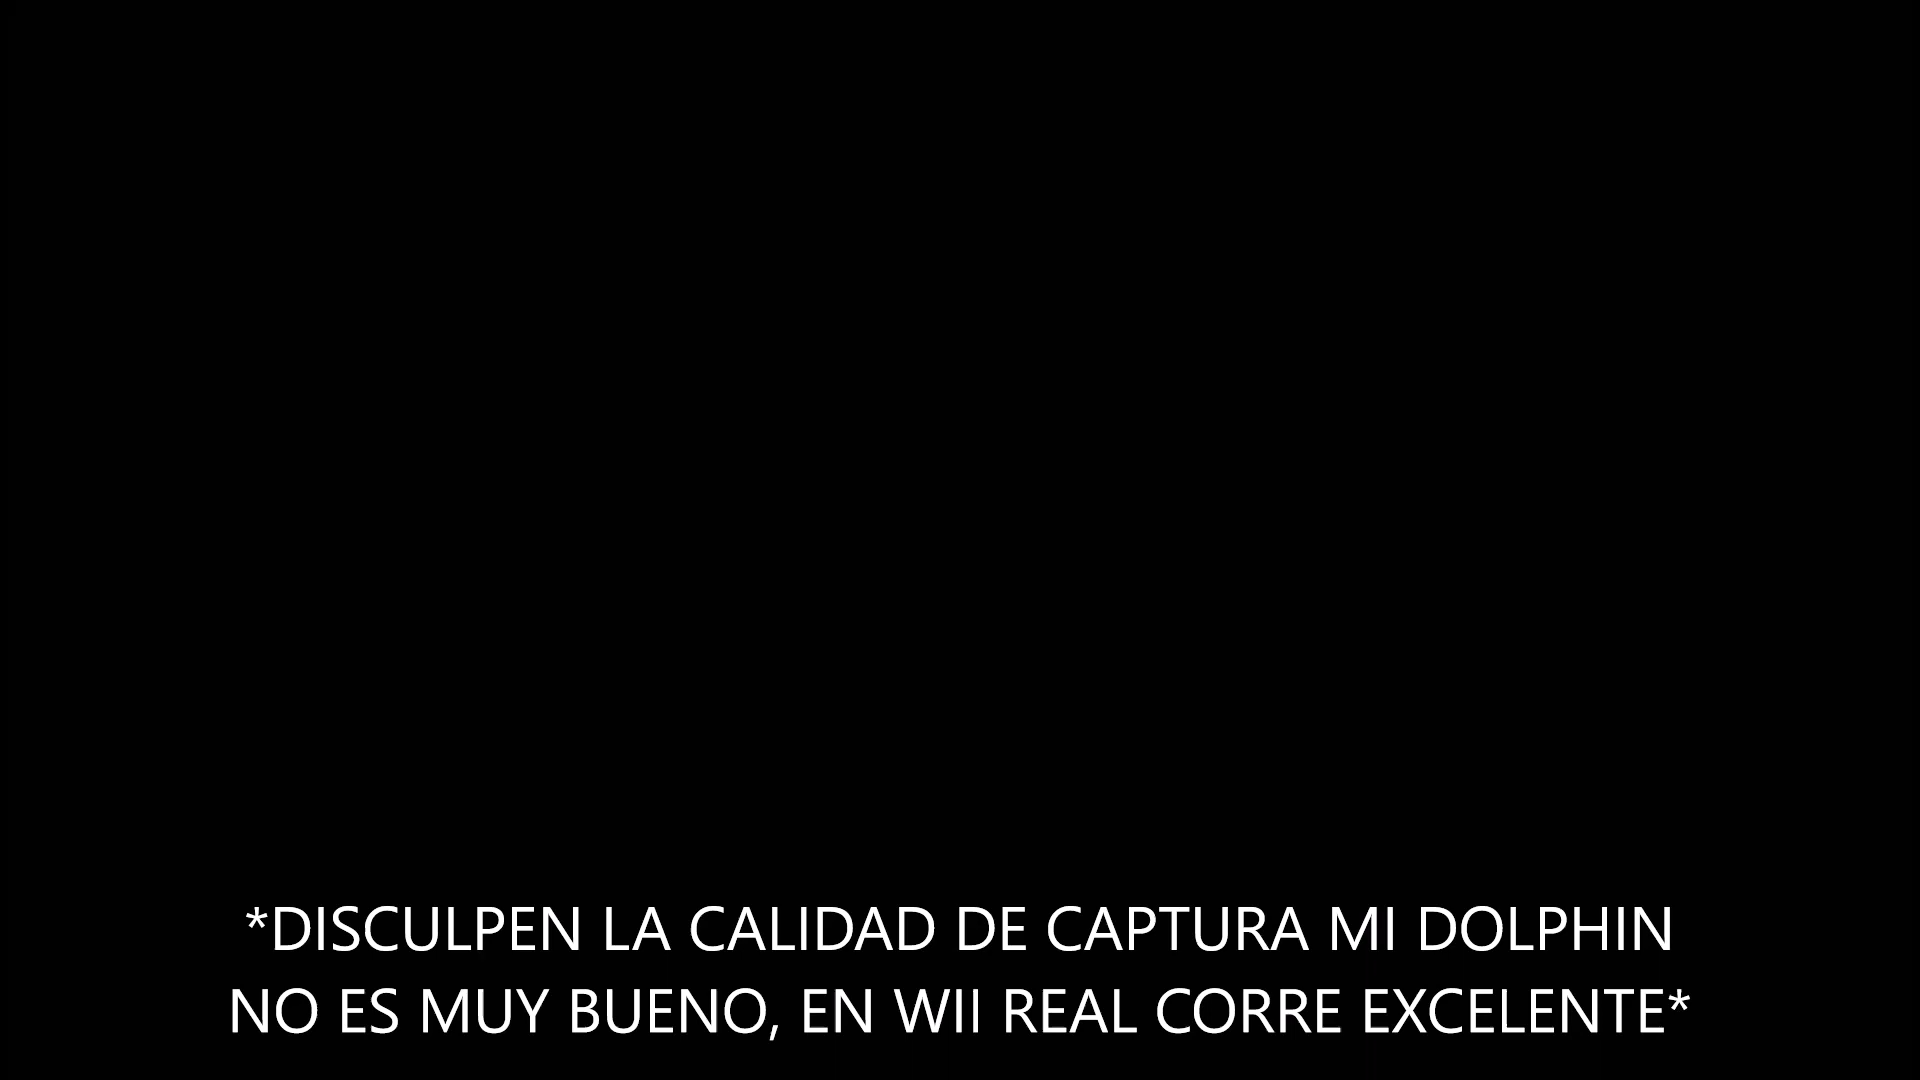 *DISCULPEN LA CALIDAD DE CAPTURA MI DOLPHIN
NO ES MUY BUENO, EN WII REAL CORRE EXCELENTE*